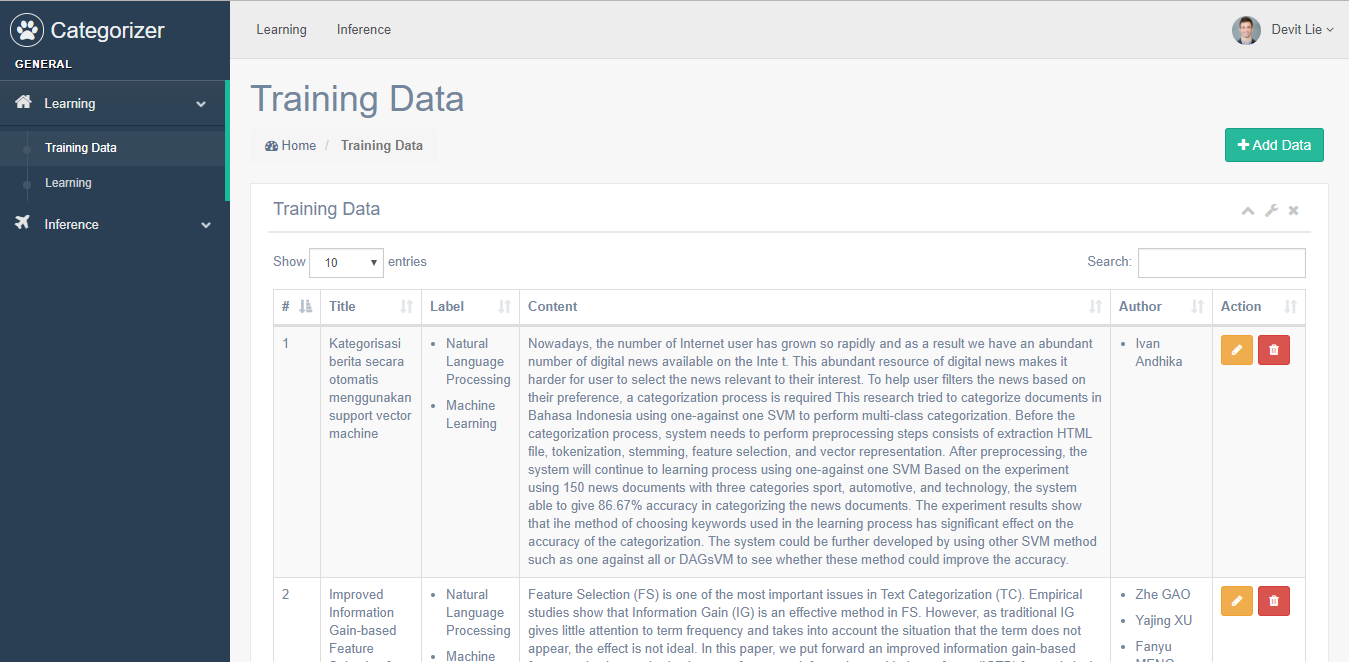 Categorizer
GENERAL
Learning
Training Data
Learning
Inference
Learning Inference
Devit Lie
Training Data
Home / Training Data
Add Data
Training Data
Show 10 entries
Search:
# Title Label Content Author Action
1
Kategorisasi
berita secara
otomatis
menggunakan
support vector
machine
Natural
Language
Processing
Machine
Learning
Nowadays, the number of Internet user has grown so rapidly and as a result we have an abundant
number of digital news available on the Inte t. This abundant resource of digital news makes it
harder for user to select the news relevant to their interest. To help user filters the news based on
their preference, a categorization process is required This research tried to categorize documents in
Bahasa Indonesia using one-against one SVM to perform multi-class categorization. Before the
categorization process, system needs to perform preprocessing steps consists of extraction HTML
file, tokenization, stemming, feature selection, and vector representation. After preprocessing, the
system will continue to learning process using one-against one SVM Based on the experiment
using 150 news documents with three categories sport, automotive, and technology, the system
able to give 86.67% accuracy in categorizing the news documents. The experiment results show
that ihe method of choosing keywords used in the learning process has significant effect on the
accuracy of the categorization. The system could be further developed by using other SVM method
such as one against all or DAGsVM to see whether these method could improve the accuracy.
Ivan
Andhika
2
Improved
Information
Gain-based
Feature
Natural
Language
Processing
Machine
Feature Selection (FS) is one of the most important issues in Text Categorization (TC). Empirical
studies show that Information Gain (IG) is an effective method in FS. However, as traditional IG
gives little attention to term frequency and takes into account the situation that the term does not
appear, the effect is not ideal. In this paper, we put forward an improved information gain-based
Zhe GAO
Yajing XU
Fanyu